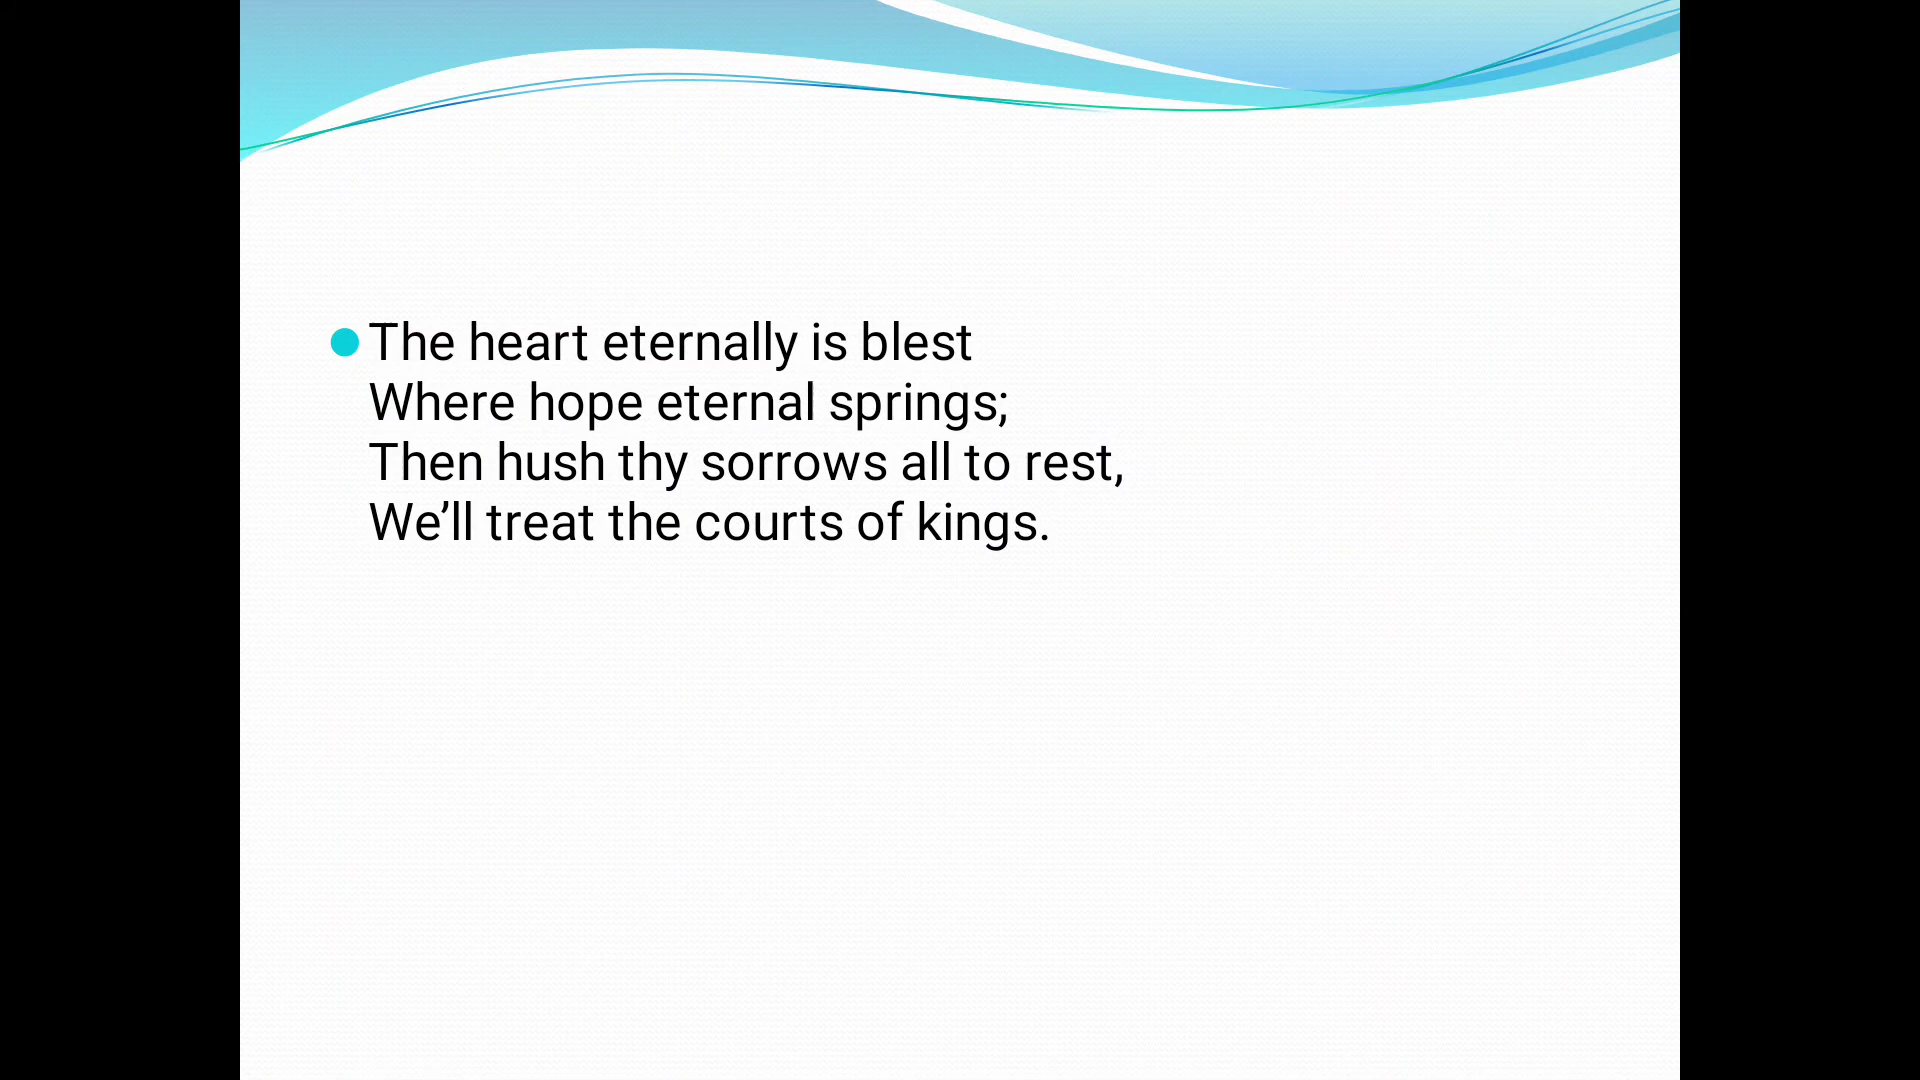 The heart eternally is blest
Where hope eternal springs;
Then hush thy sorrows all to rest,
We’ll treat the courts of kings.